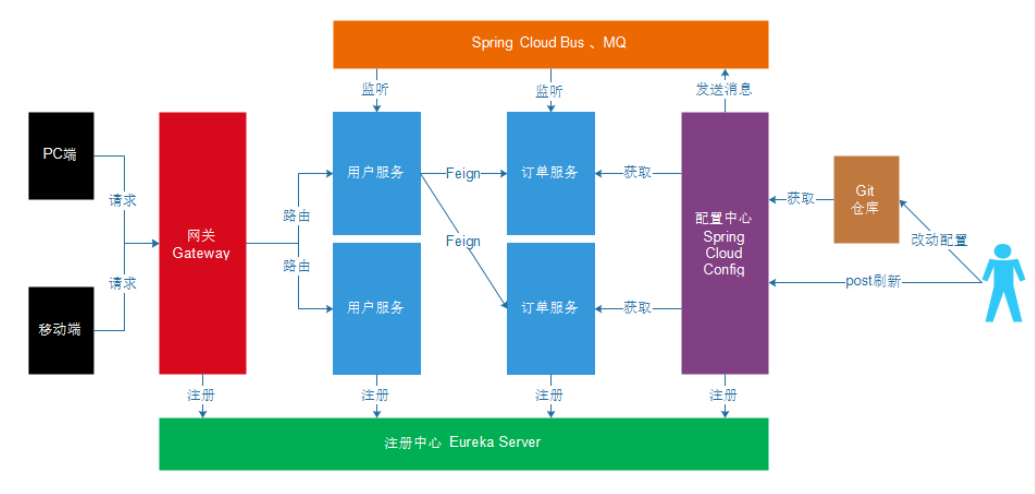 Spring Cloud Bus 、MQ
监听
监听
发送消息
PC端
请求
请求
移动端
网关
Gateway
路由
路由
用户服务
用户服务
Feign
Feign
订单服务
订单服务
获取
获取
配置中心
Spring
Cloud
Config
获取
Git
仓库
改动配置
post刷新
注册
注册
注册
注册
注册中心 Eureka Server